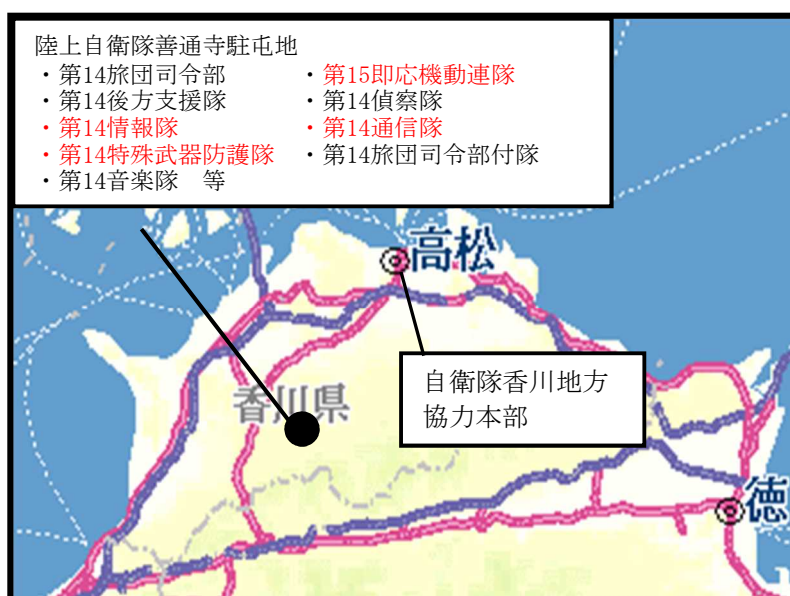 陸上自衛隊善通寺駐屯地
・第14旅団司令部 ・第15即応機動連隊
・第14後方支援隊 ・第14偵察隊
・第14情報隊 ・第14通信隊
・第14特殊武器防護隊 ・第14旅団司令部付隊
・第14音楽隊　等
高松
自衛隊香川地方
協力本部
香川県
徳